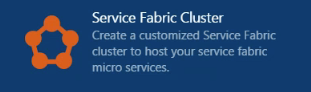 Service Fabric Cluster
Create a customized Service Fabric
cluster to host your service fabric
micro services.